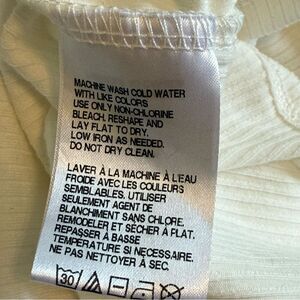 MACHINE WASH COLD WATER
WITH LIKE COLORS
USE ONLY NON-CHLORINE
BLEACH. RESHAPE AND
LAY FLAT TO DRY.
LOW IRON AS NEEDED.
DO NOT DRY CLEAN.
LAVER À LA MACHINE À L'EAU
FROIDE AVEC LES COULEURS
SEMBLABLES. UTILISER
SEULEMENT AGENT DE
BLANCHIMENT SANS CHLORE.
REMODELER ET SÉCHER À PLAT.
REPASSER À BASSE
TEMPÉRATURE SI NÉCESSAIRE.
NE PAS NETTOYER À SEC.
30